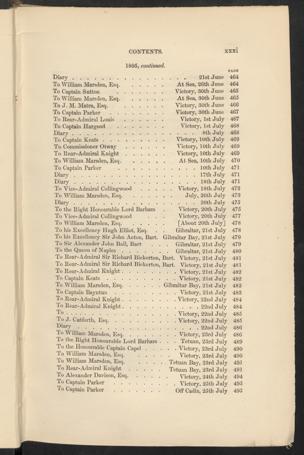 CONTENTS. xxxi
1805, continued.
PAGE
Diary . . . . . . 21st June 464
To William Marsden, Esq. . . . At Sea, 26th June 464
To Captain Sutton . . . Victory, 30th June 465
To William Marsden, Esq. . . . At Sea, 30th June 465
To J. M. Matra, Esq. . . . Victory, 30th June 466
To Captain Parker . . . Victory, 30th June 467
To Rear-Admiral Louis . . . Victory, 1st July 467
To Captain Hargood . . . Victory, 1st July 468
Diary . . . . . . 8th July 468
To Captain Keats . . . Victory, 10th July 469
To Commissioner Otway . . . Victory, 10th July 469
To Rear-Admiral Knight . . . Victory, 10th July 469
To William Marsden, Esq. . . . At Sea, 10th July 470
To Captain Parker . . . 10th July 471
Diary . . . . . . 17th July 471
Diary . . . . . . 18th July 471
To Vice-Admiral Collingwood . . . Victory, 18th July 472
To William Marsden, Esq. . . . July, 20th July 473
Diary . . . . . . 20th July 475
To the Right Honourable Lord Barham . Victory, 20th July 475
To Vice-Admiral Collingwood . . . Victory, 20th July 477
To William Marsden, Esq. . . . [About 20th July] 478
To his Excellency Hugh Elliot, Esq. . . Gibraltar, 21st July 478
To his Excellency Sir John Acton, Bart. Gibraltar Bay, 21st July 479
To Sir Alexander John Ball, Bart . . Gibraltar, 21st July 479
To the Queen of Naples . . . Gibraltar, 21st July 480
To Rear-Admiral Sir Richard Bickerton, Bart. Victory, 21st July 481
To Rear-Admiral Sir Richard Bickerton, Bart. Victory, 21st July 481
To Rear-Admiral Knight . . . Victory, 21st July 482
To Captain Keats . . . Victory, 21st July 482
To William Marsden, Esq. . . . Gibraltar Bay, 21st July 482
To Captain Bayntun . . . Victory, 21st July 483
To Rear-Admiral Knight . . . Victory, 22nd July 484
To Rear-Admiral Knight . . . 22nd July 484
To . . . . . . Victory, 22nd July 485
To J. Cutforth, Esq. . . . Victory, 22nd July 485
Diary . . . . . . 22nd July 486
To William Marsden, Esq. . . . Victory, 23rd July 486
To the Right Honourable Lord Barham . Tetuan, 23rd July 489
To the Honourable Captain Capel . . Victory, 23rd July 490
To William Marsden, Esq. . . . Victory, 23rd July 490
To William Marsden, Esq. . . . Tetuan Bay, 23rd July 491
To Rear-Admiral Knight . . . Tetuan Bay, 23rd July 491
To Alexander Davison, Esq. . . . Victory, 24th July 494
To Captain Parker . . . Victory, 25th July 493
To Captain Parker . . . Off Cadiz, 25th July 495